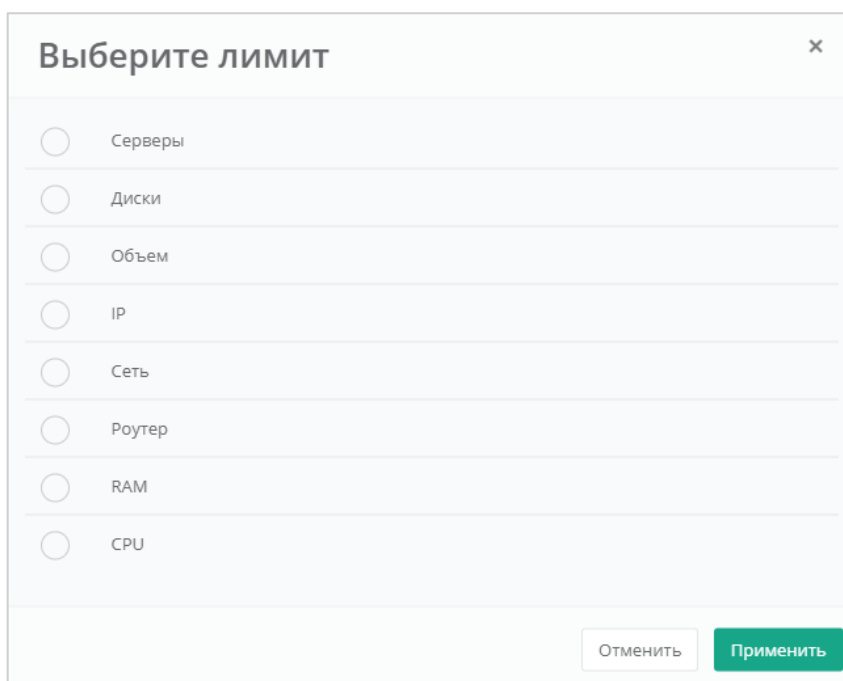 Выберите лимит
×
Серверы
Диски
Объем
IP
Сеть
Роутер
RAM
CPU
Отменить
Применить